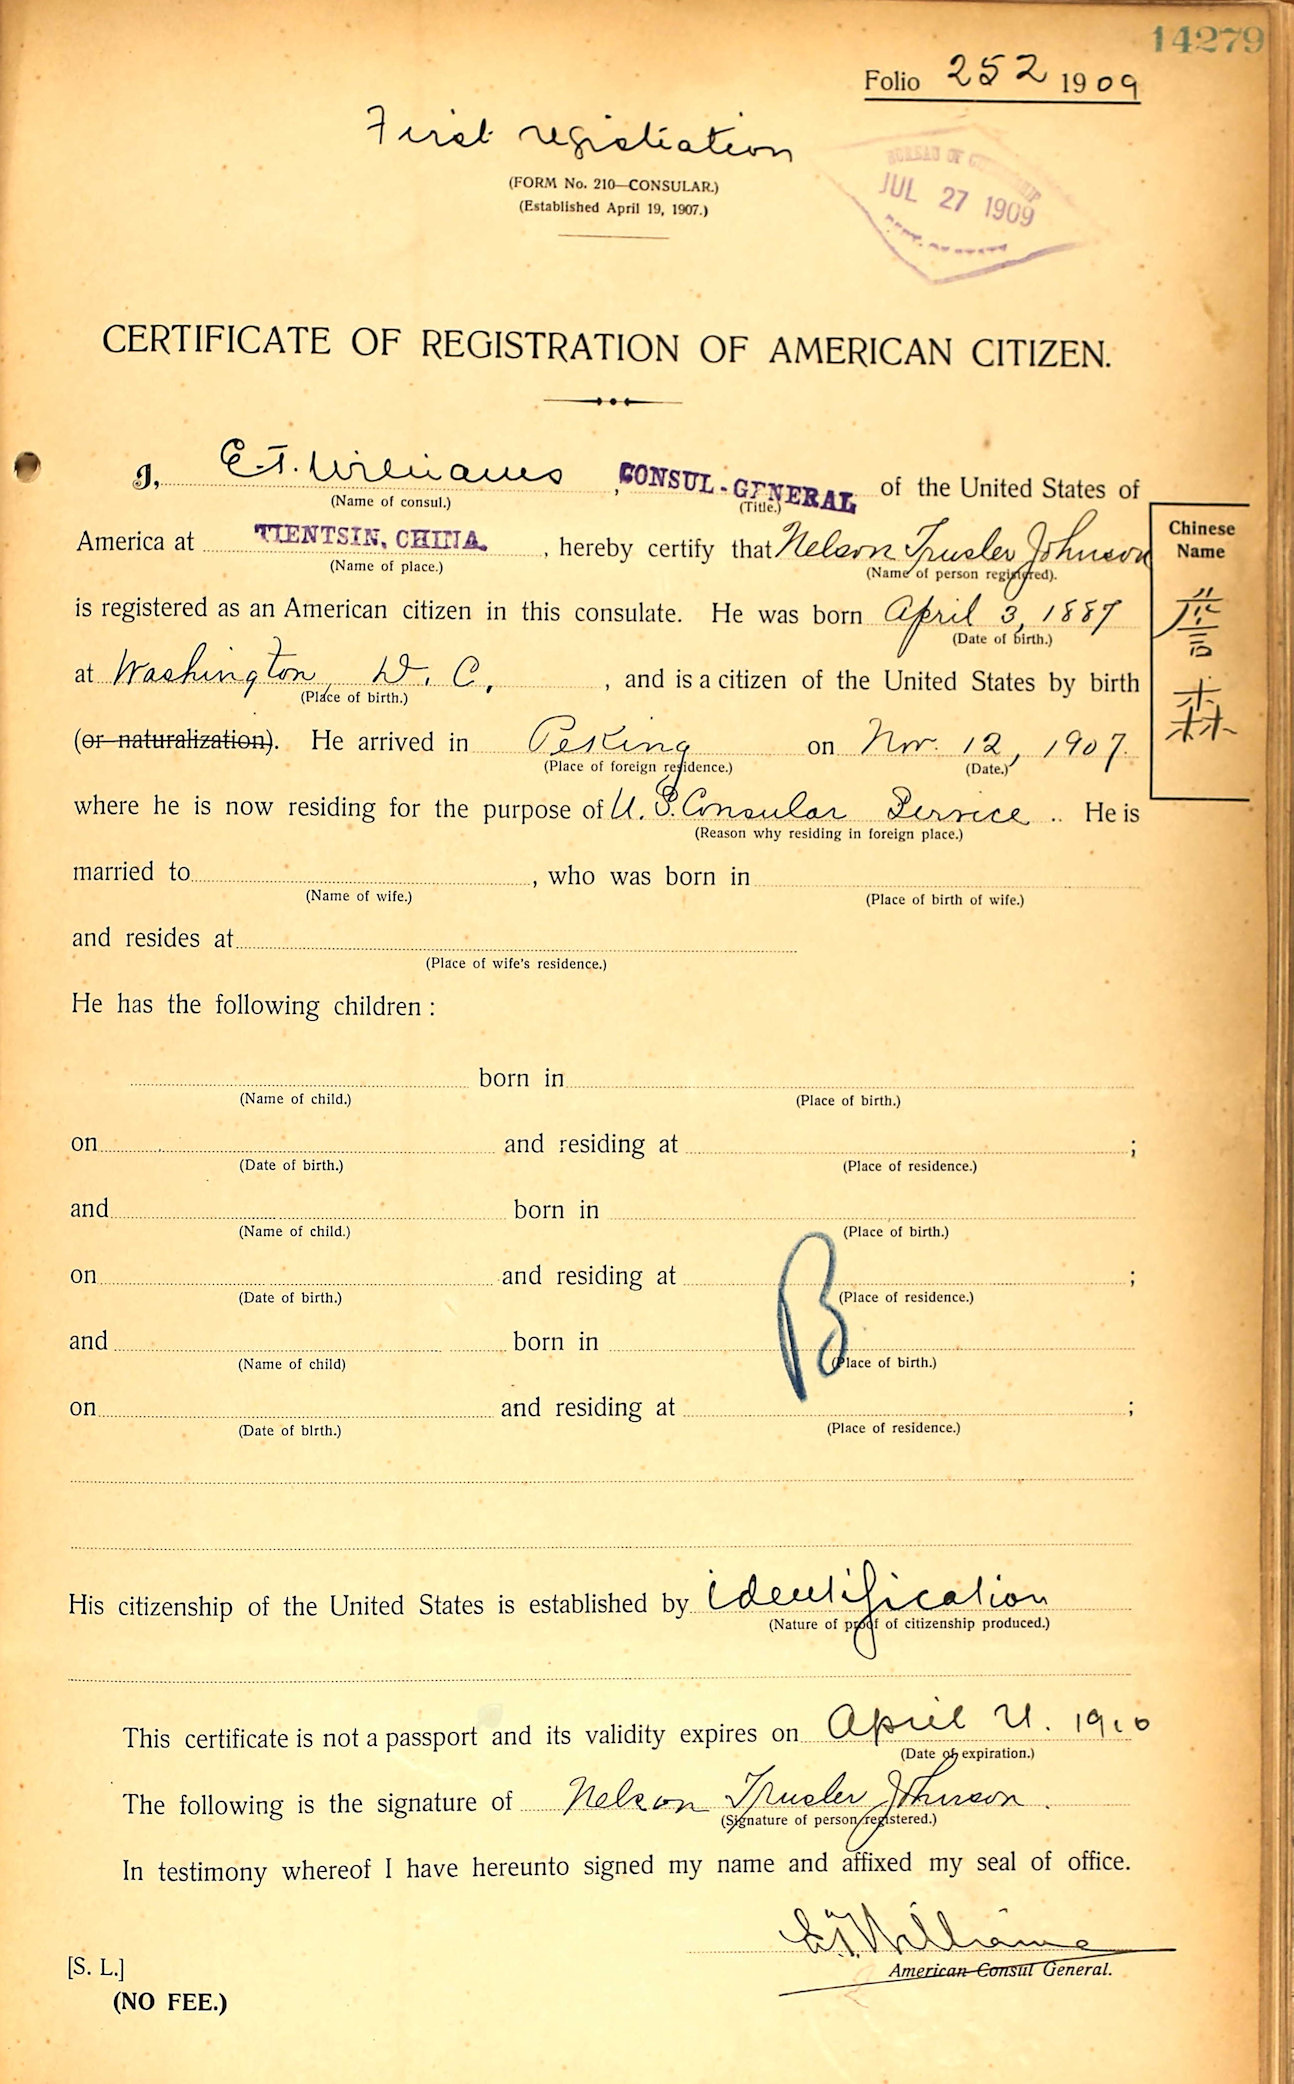 14279
Folio 252 1909
First registration
(FORM No. 210—CONSULAR.)
(Established April 19, 1907.)
BUREAU OF CITIZENSHIP
JUL 27 1909
DEPT. OF STATE
CERTIFICATE OF REGISTRATION OF AMERICAN CITIZEN.
I, E.T. Williams, CONSUL-GENERAL of the United States of
(Name of consul.) (Title.)
America at TIENTSIN, CHINA., hereby certify that Nelson Trusler Johnson
(Name of place.) (Name of person registered).
Chinese
Name
森
is registered as an American citizen in this consulate. He was born April 3, 1887
(Date of birth.)
at Washington, D. C., and is a citizen of the United States by birth
(Place of birth.)
(or naturalization). He arrived in Peking on Nov. 12, 1907.
(Place of foreign residence.) (Date.)
where he is now residing for the purpose of U. S. Consular Service .. He is
(Reason why residing in foreign place.)
married to, who was born in
(Name of wife.) (Place of birth of wife.)
and resides at
(Place of wife's residence.)
He has the following children :
born in
(Name of child.) (Place of birth.)
on and residing at ;
(Date of birth.) (Place of residence.)
and born in
(Name of child.) (Place of birth.)
on and residing at ;
(Date of birth.) (Place of residence.)
B
and born in
(Name of child) (Place of birth.)
on and residing at ;
(Date of birth.) (Place of residence.)
His citizenship of the United States is established by identification
(Nature of proof of citizenship produced.)
This certificate is not a passport and its validity expires on April 21. 1910
(Date of expiration.)
The following is the signature of Nelson Trusler Johnson.
(Signature of person registered.)
In testimony whereof I have hereunto signed my name and affixed my seal of office.
E.T. Williams
American Consul General.
[S. L.]
(NO FEE.)